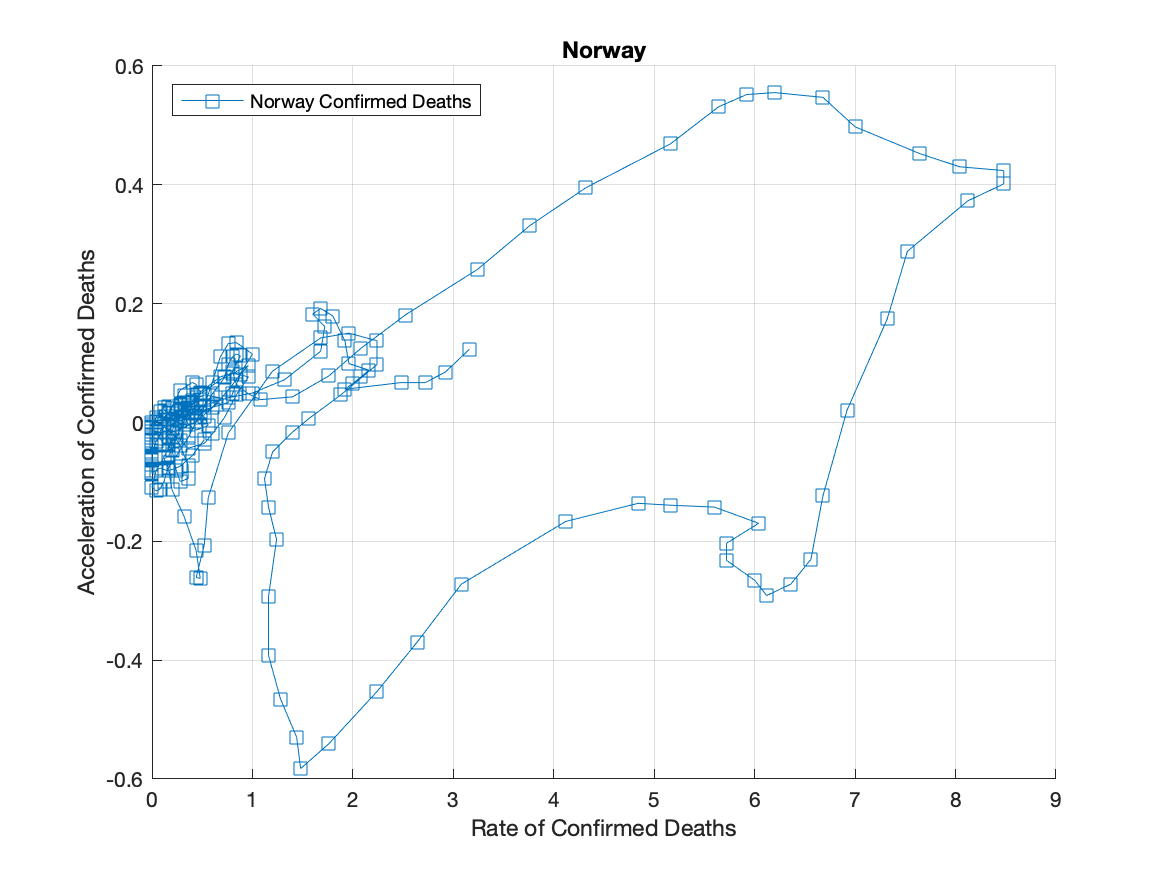 Norway
Norway Confirmed Deaths
Acceleration of Confirmed Deaths
0.6
0.4
0.2
0
-0.2
-0.4
-0.6
0 1 2 3 4 5 6 7 8 9
Rate of Confirmed Deaths